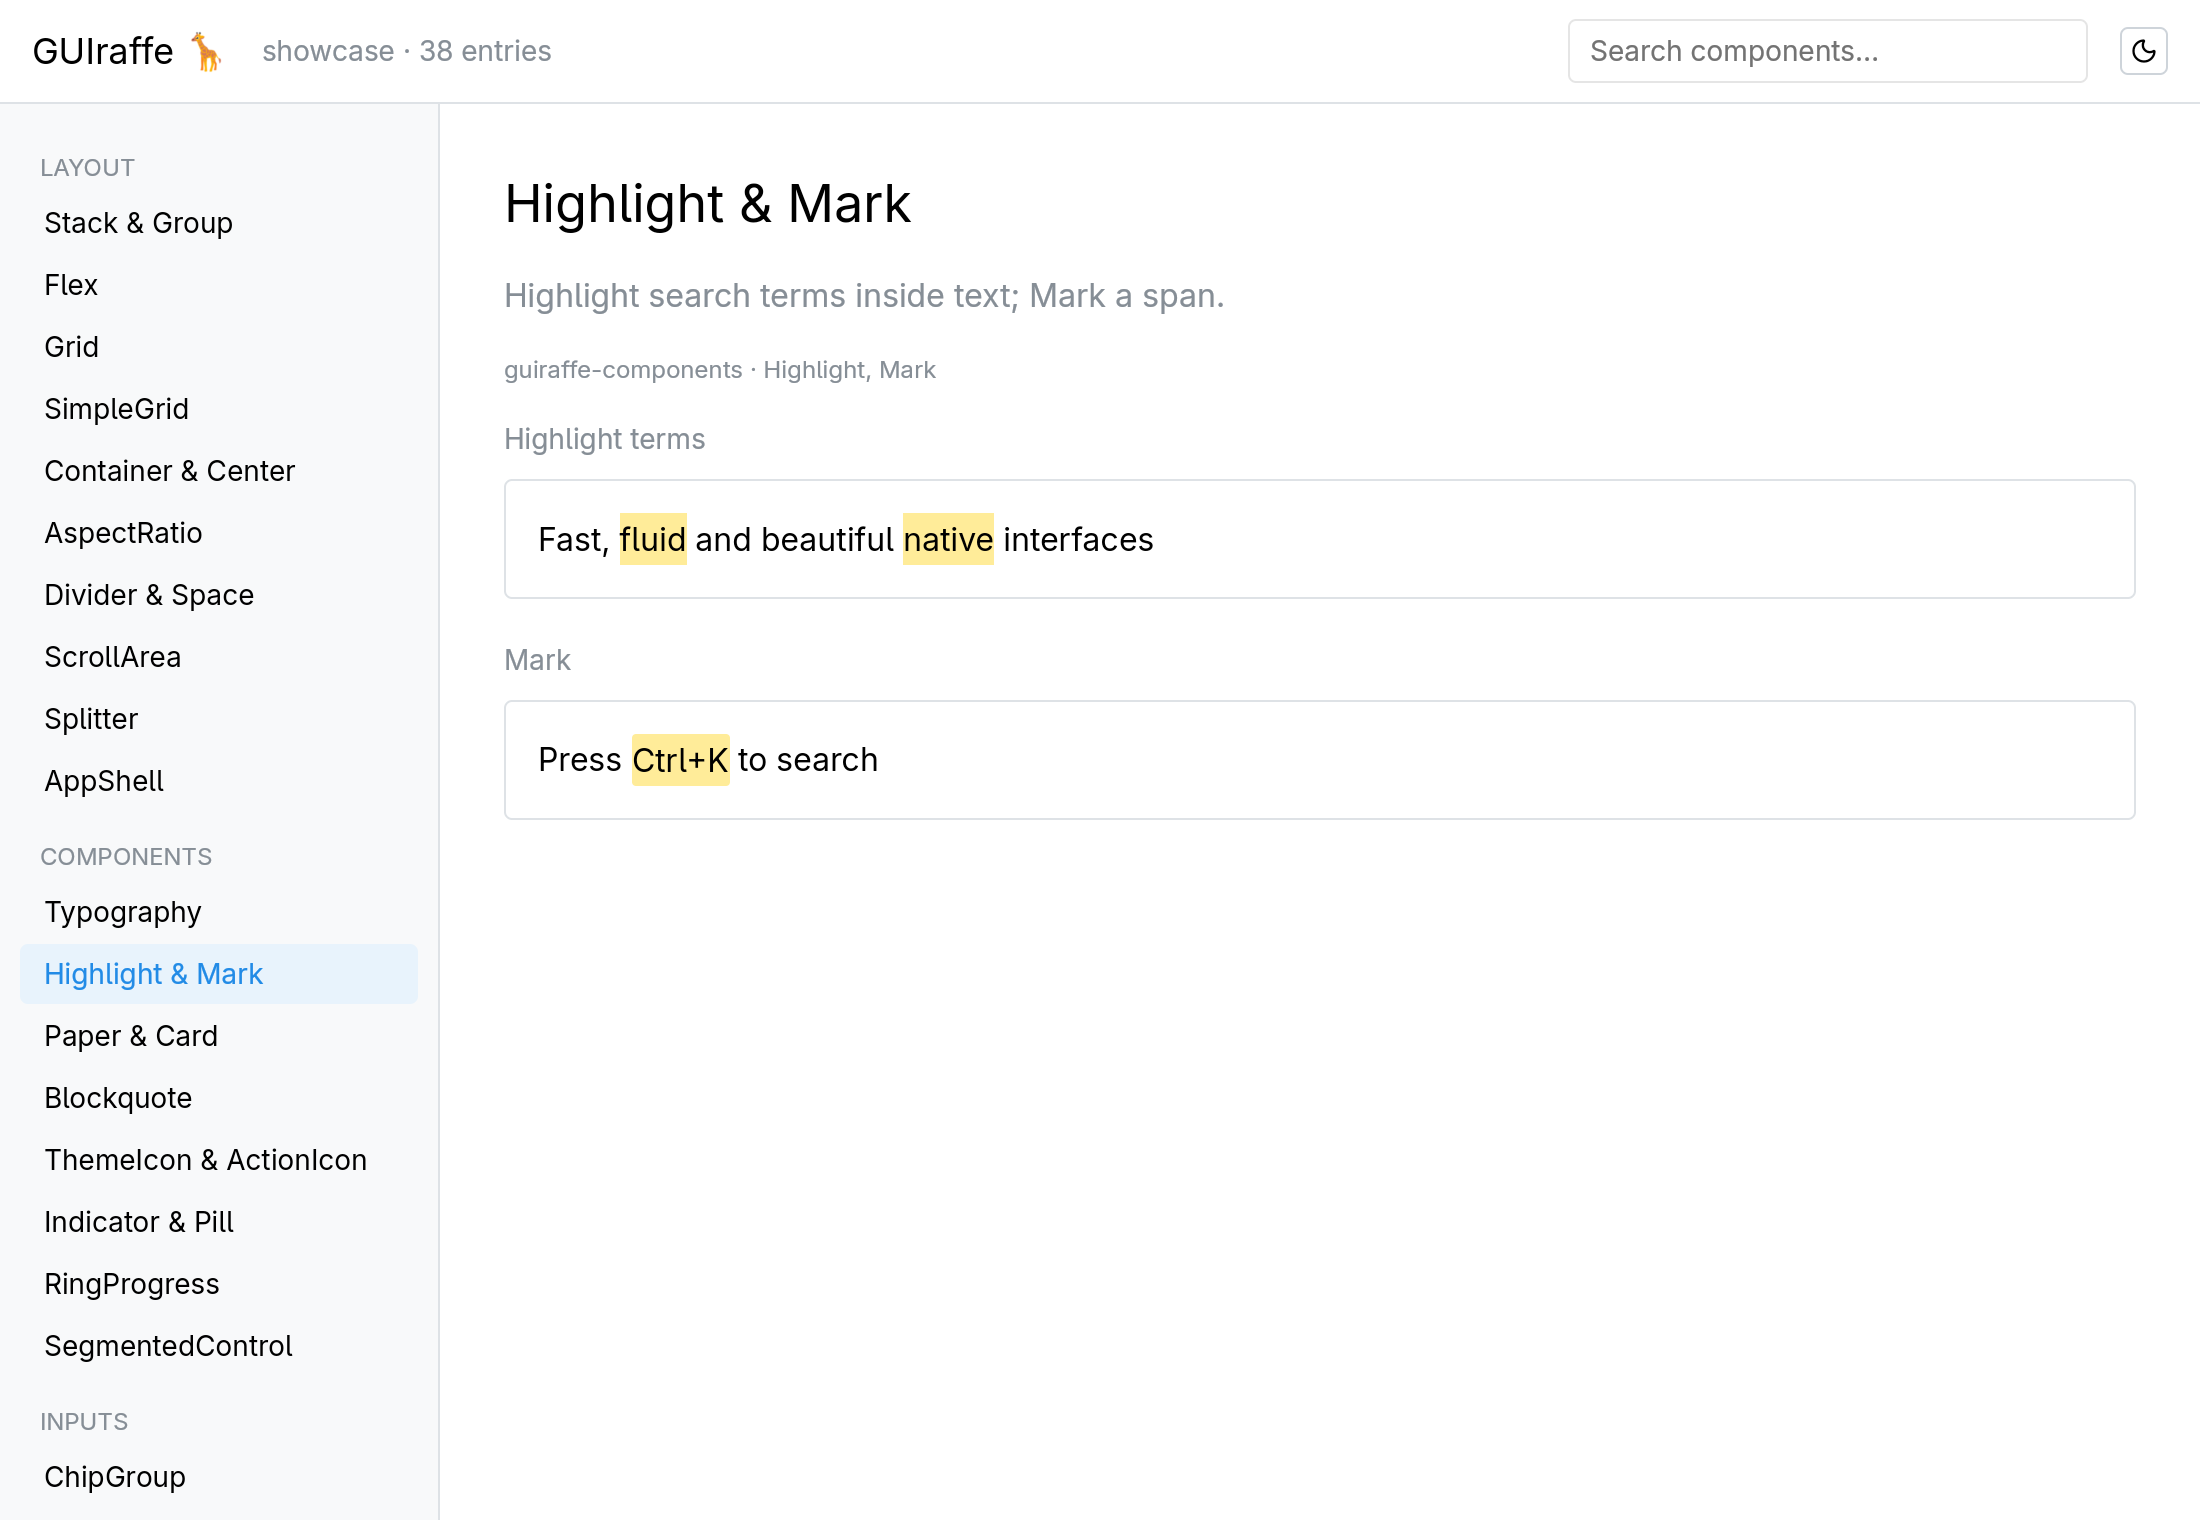 GUIraffe 🦒 showcase · 38 entries
Search components...
LAYOUT
Stack & Group
Flex
Grid
SimpleGrid
Container & Center
AspectRatio
Divider & Space
ScrollArea
Splitter
AppShell
COMPONENTS
Typography
Highlight & Mark
Paper & Card
Blockquote
ThemeIcon & ActionIcon
Indicator & Pill
RingProgress
SegmentedControl
INPUTS
ChipGroup
Highlight & Mark
Highlight search terms inside text; Mark a span.
guiraffe-components · Highlight, Mark
Highlight terms
Fast, fluid and beautiful native interfaces
Mark
Press Ctrl+K to search